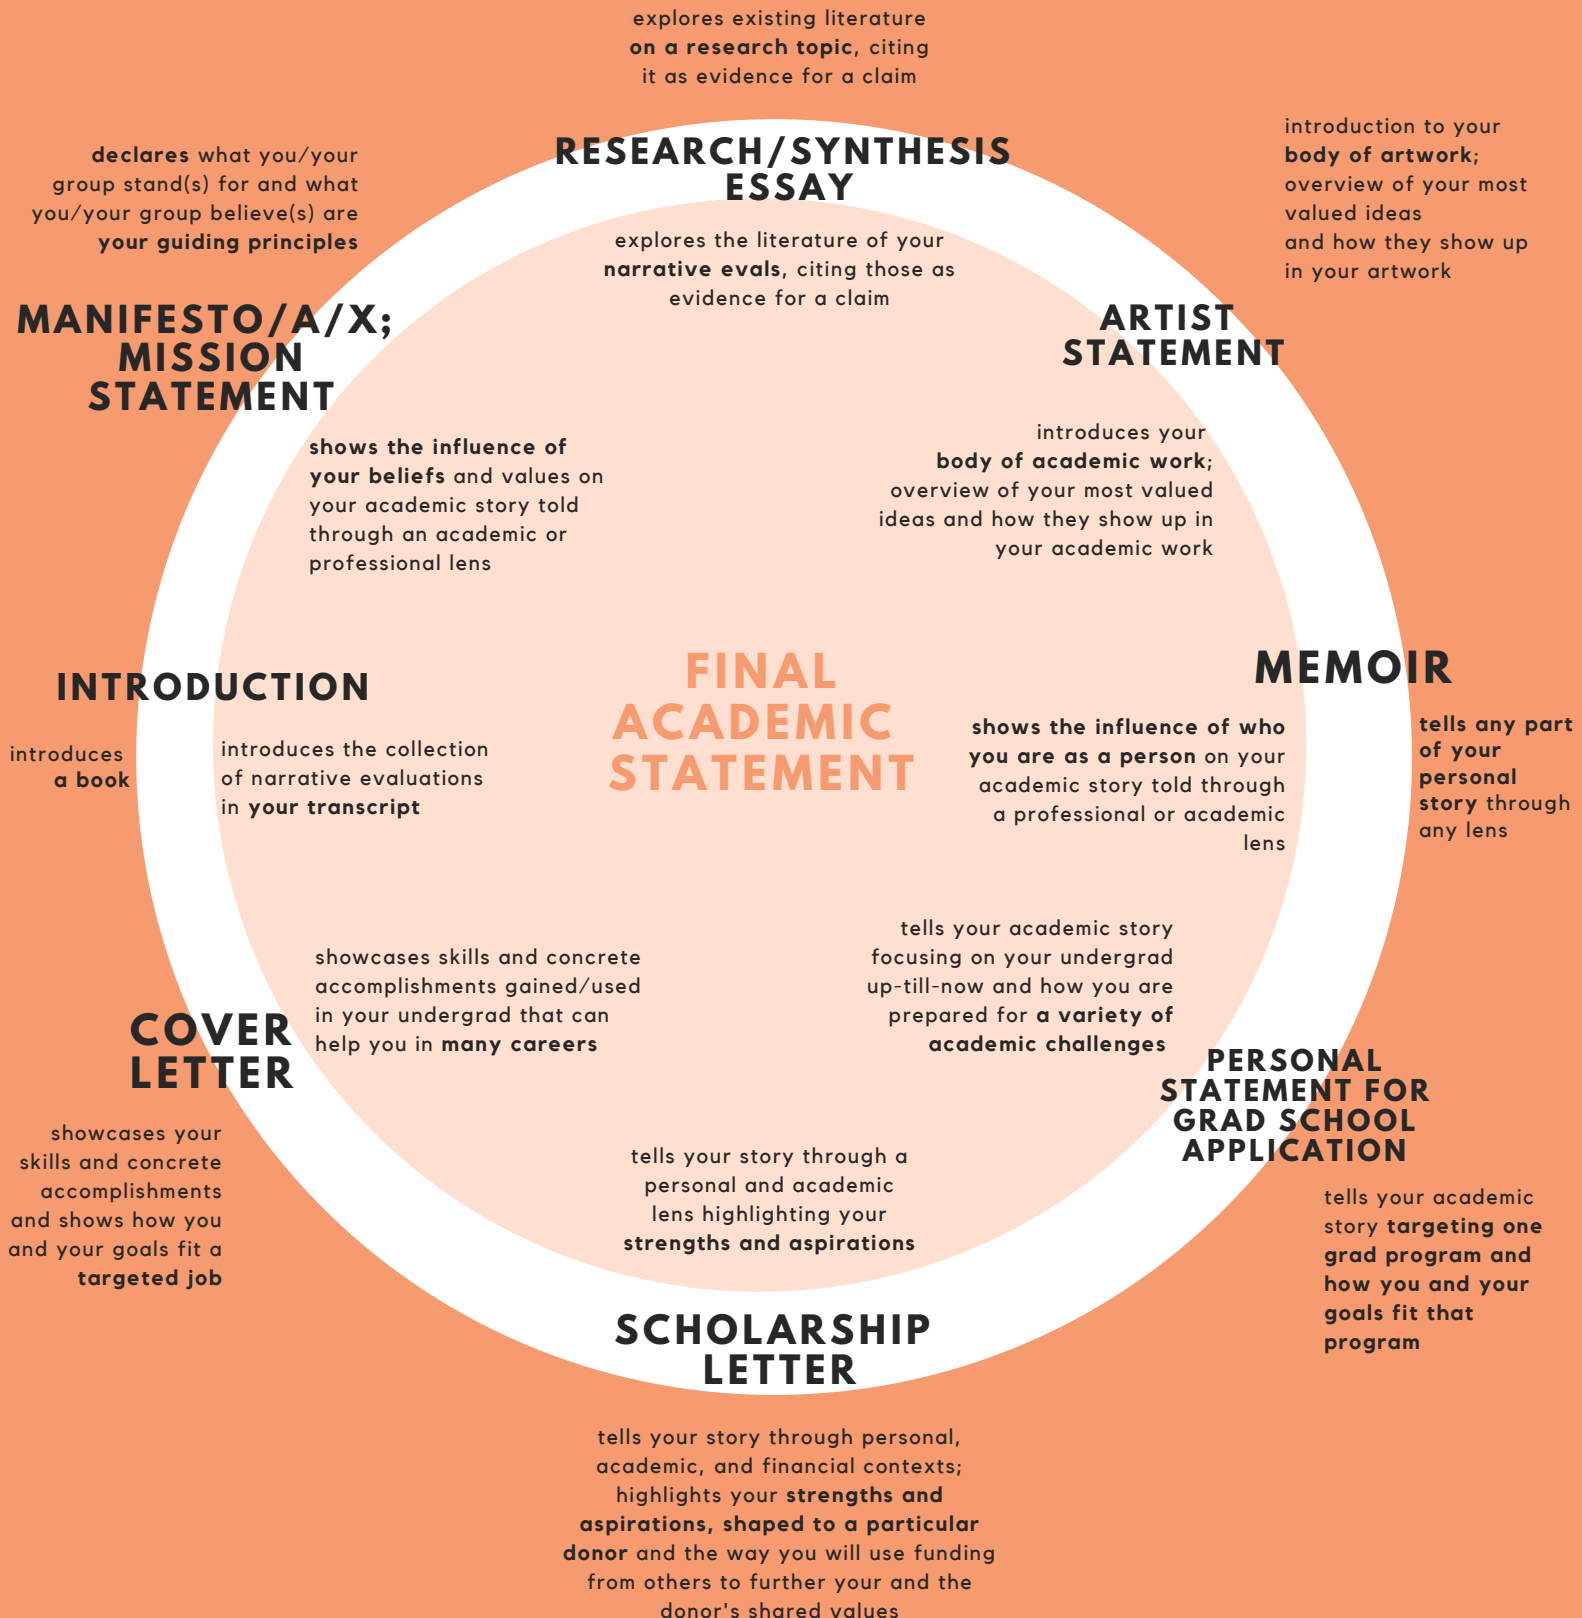 explores existing literature
on a research topic, citing
it as evidence for a claim
RESEARCH/SYNTHESIS
ESSAY
explores the literature of your
narrative evals, citing those as
evidence for a claim
introduction to your
body of artwork;
overview of your most
valued ideas
and how they show up
in your artwork
ARTIST
STATEMENT
introduces your
body of academic work;
overview of your most valued
ideas and how they show up in
your academic work
MEMOIR
tells any part
of your
personal
story through
any lens
shows the influence of who
you are as a person on your
academic story told through
a professional or academic
lens
tells your academic story
focusing on your undergrad
up-till-now and how you are
prepared for a variety of
academic challenges
PERSONAL
STATEMENT FOR
GRAD SCHOOL
APPLICATION
tells your academic
story targeting one
grad program and
how you and your
goals fit that
program
tells your story through a
personal and academic
lens highlighting your
strengths and aspirations
SCHOLARSHIP
LETTER
tells your story through personal,
academic, and financial contexts;
highlights your strengths and
aspirations, shaped to a particular
donor and the way you will use funding
from others to further your and the
donor's shared values
showcases skills and concrete
accomplishments gained/used
in your undergrad that can
help you in many careers
COVER
LETTER
showcases your
skills and concrete
accomplishments
and shows how you
and your goals fit a
targeted job
INTRODUCTION
introduces
a book
introduces the collection
of narrative evaluations
in your transcript
declares what you/your
group stand(s) for and what
you/your group believe(s) are
your guiding principles
MANIFESTO/A/X;
MISSION
STATEMENT
shows the influence of
your beliefs and values on
your academic story told
through an academic or
professional lens
FINAL
ACADEMIC
STATEMENT